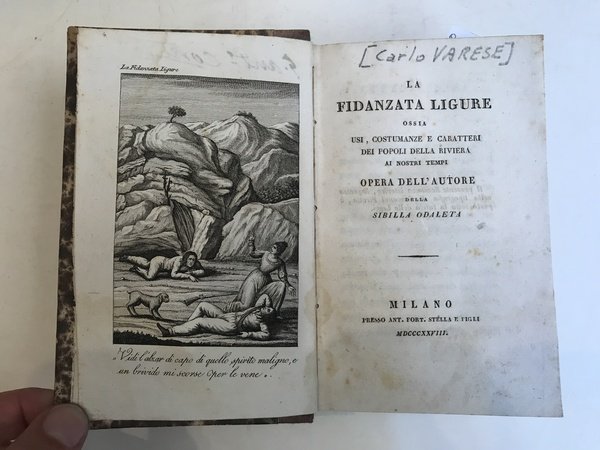 La Fidanzata Ligure
Vidi l'alzar di capo di quello spirito maligno, e
un brivido mi scorse per le vene.
[Carlo VARESE]
LA
FIDANZATA LIGURE
OSSIA
USI, COSTUMANZE E CARATTERI
DEI POPOLI DELLA RIVIERA
AI NOSTRI TEMPI
OPERA DELL'AUTORE
DELLA
SIBILLA ODALETA
MILANO
PRESSO ANT. FORT. STELLA E FIGLI
MDCCCXXVIII.